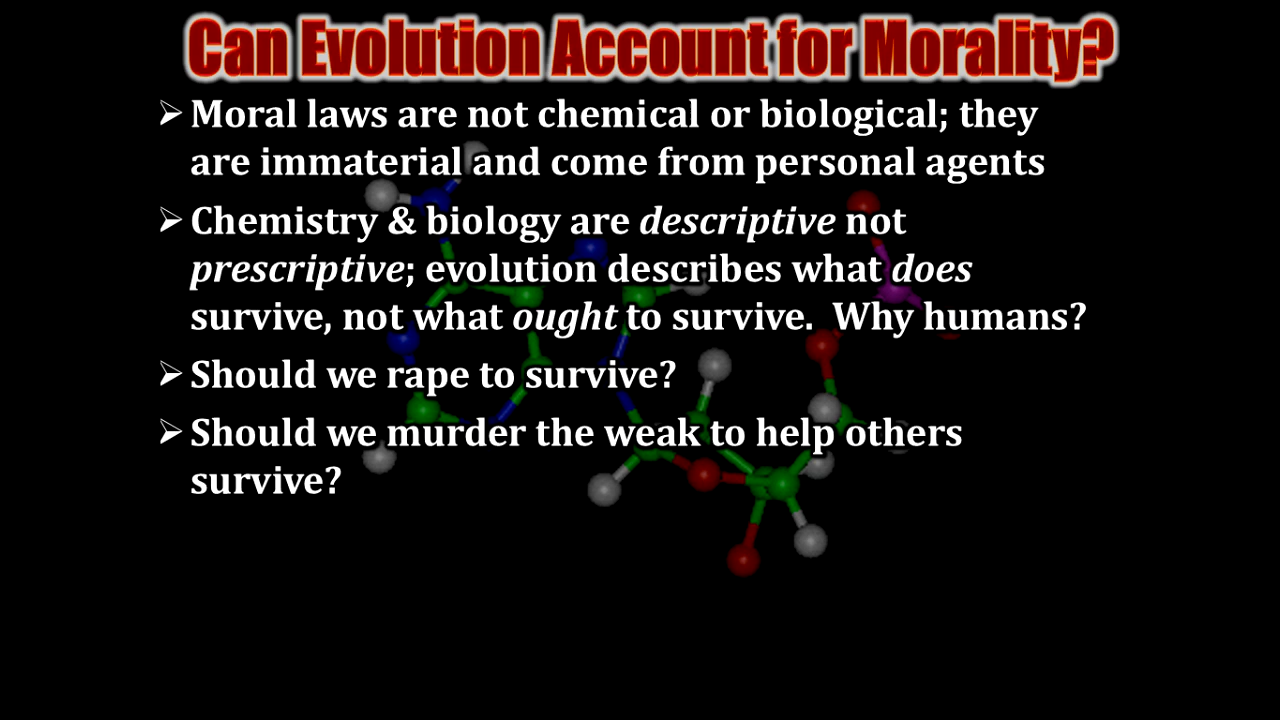 Can Evolution Account for Morality?
➢ Moral laws are not chemical or biological; they
are immaterial and come from personal agents
➢ Chemistry & biology are descriptive not
prescriptive; evolution describes what does
survive, not what ought to survive.  Why humans?
➢ Should we rape to survive?
➢ Should we murder the weak to help others
survive?